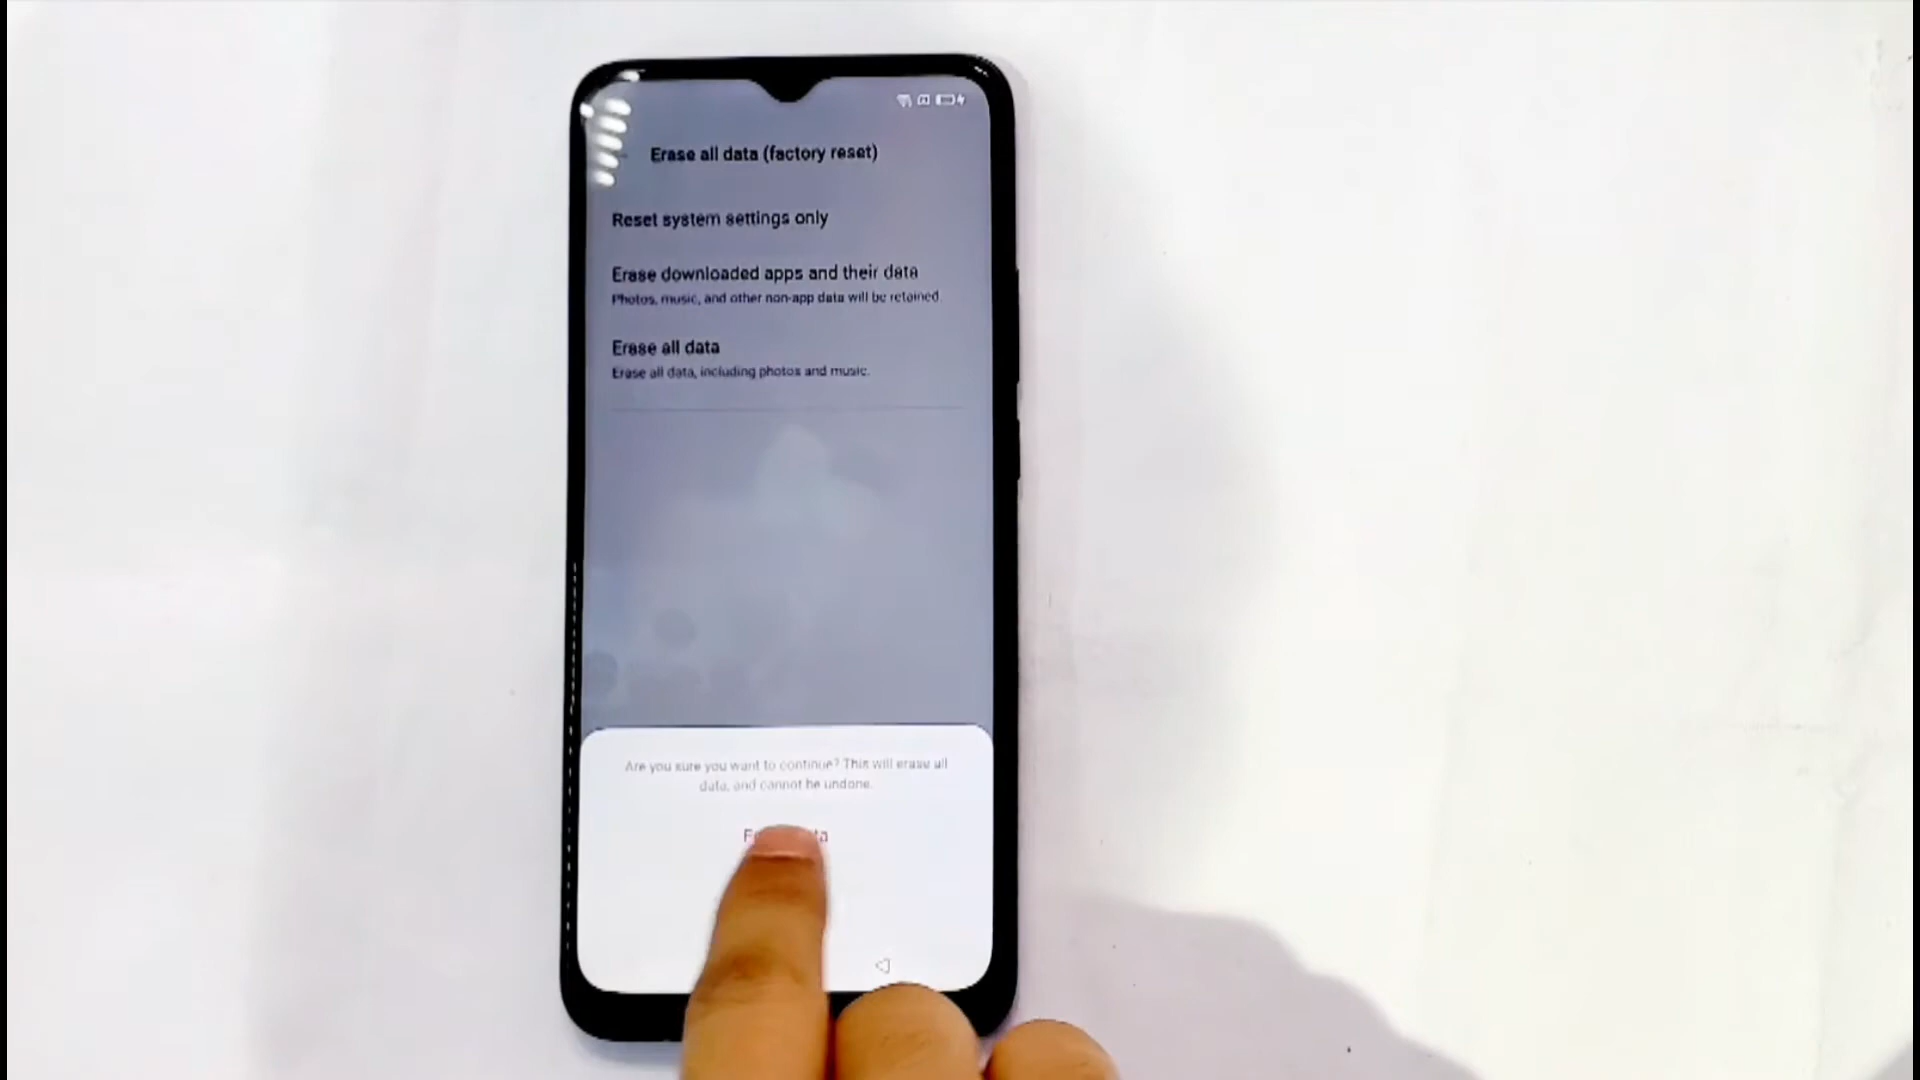 Erase all data (factory reset)
Reset system settings only
Erase downloaded apps and their data
Photos, music, and other non-app data will be retained.
Erase all data
Erase all data, including photos and music.
Are you sure you want to continue? This will erase all
data, and cannot be undone.